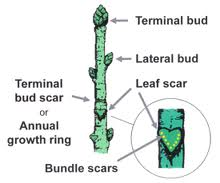 Terminal bud
Lateral bud
Terminal
bud scar
or
Annual
growth ring
Leaf scar
Bundle scars